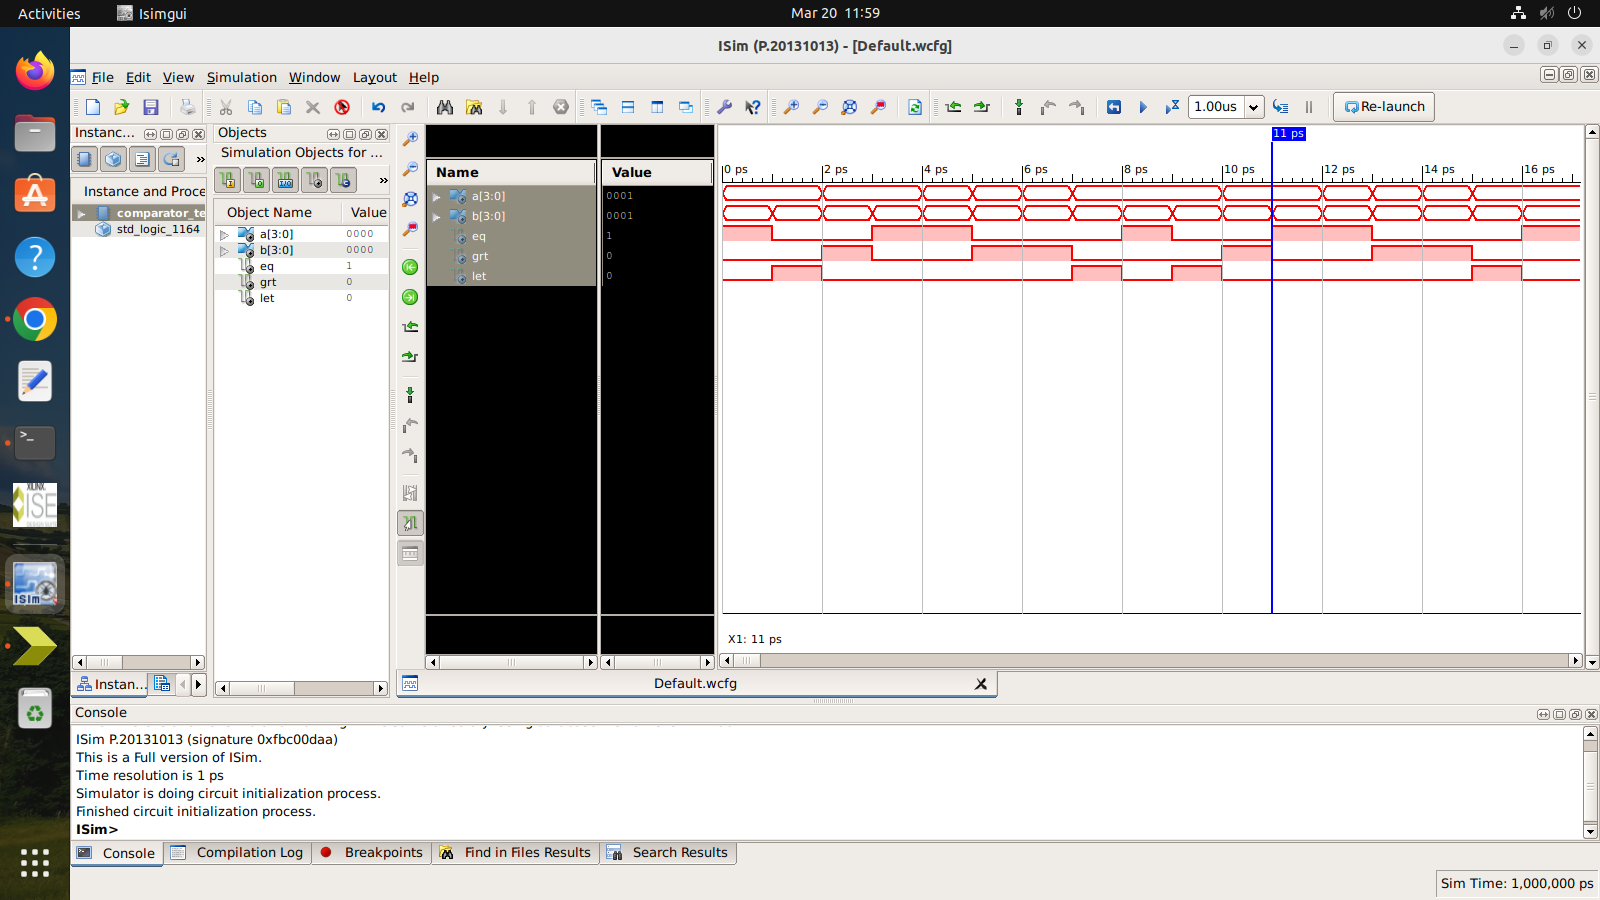 Activities
Isimgui
Mar 20 11:59
ISim (P.20131013) - [Default.wcfg]
File Edit View Simulation Window Layout Help
1.00us
Re-launch
Instanc...
Objects
Simulation Objects for ...
Instance and Proce
comparator_te
std_logic_1164
Object Name Value
a[3:0] 0000
b[3:0] 0000
eq 1
grt 0
let 0
Name Value
a[3:0] 0001
b[3:0] 0001
eq 1
grt 0
let 0
11 ps
0 ps 2 ps 4 ps 6 ps 8 ps 10 ps 12 ps 14 ps 16 ps
X1: 11 ps
XILINX
ISE
ISim
Instan...
Default.wcfg
Console
ISim P.20131013 (signature 0xfbc00daa)
This is a Full version of ISim.
Time resolution is 1 ps
Simulator is doing circuit initialization process.
Finished circuit initialization process.
ISim>
Console Compilation Log Breakpoints Find in Files Results Search Results
Sim Time: 1,000,000 ps